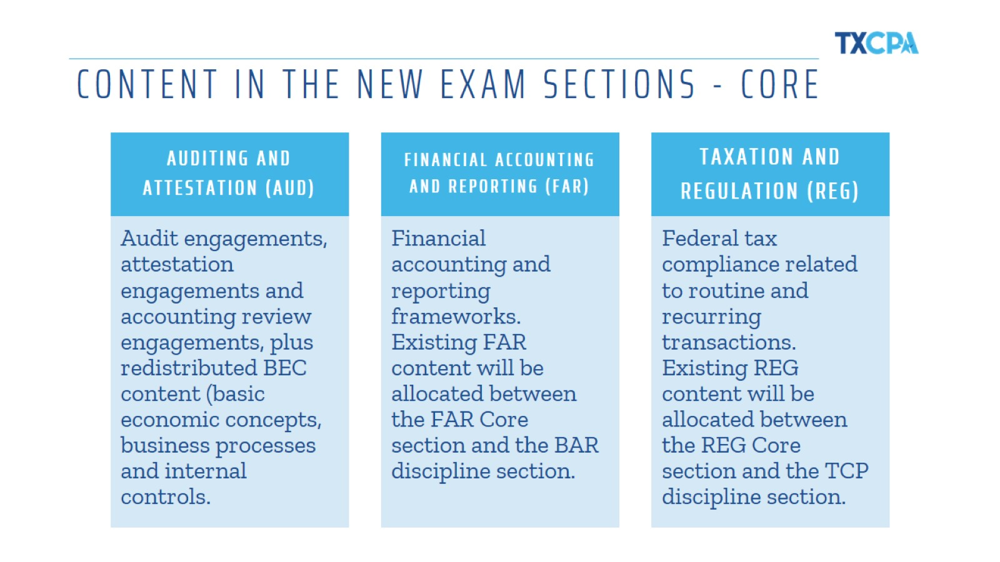 TXCPA
CONTENT IN THE NEW EXAM SECTIONS - CORE
AUDITING AND
ATTESTATION (AUD)
Audit engagements,
attestation
engagements and
accounting review
engagements, plus
redistributed BEC
content (basic
economic concepts,
business processes
and internal
controls.
FINANCIAL ACCOUNTING
AND REPORTING (FAR)
Financial
accounting and
reporting
frameworks.
Existing FAR
content will be
allocated between
the FAR Core
section and the BAR
discipline section.
TAXATION AND
REGULATION (REG)
Federal tax
compliance related
to routine and
recurring
transactions.
Existing REG
content will be
allocated between
the REG Core
section and the TCP
discipline section.